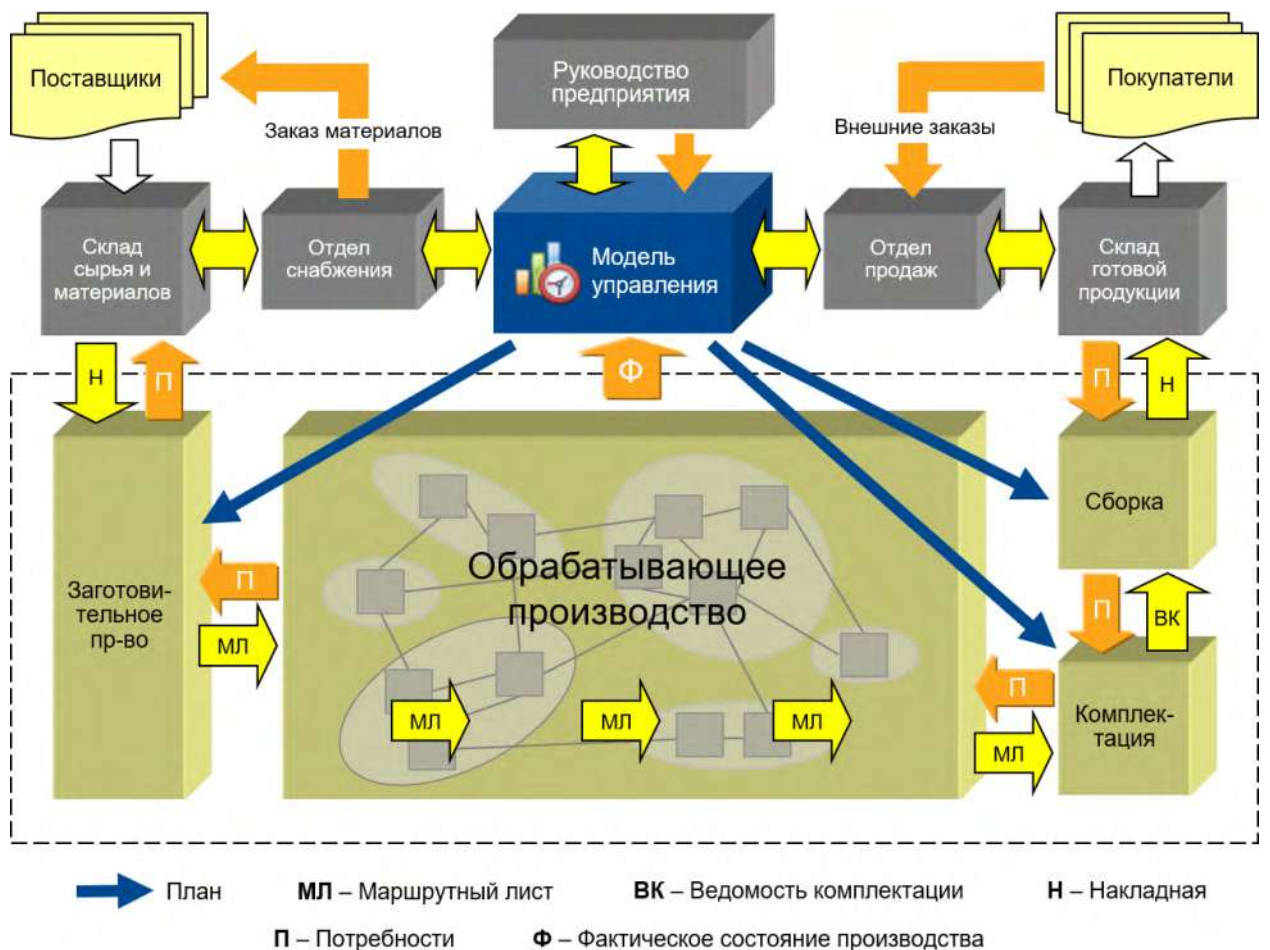 Поставщики
Заказ материалов
Руководство
предприятия
Внешние заказы
Покупатели
Склад
сырья и
материалов
Отдел
снабжения
Модель
управления
Отдел
продаж
Склад
готовой
продукции
Н
П
Ф
П
Н
Сборка
Обрабатывающее
производство
Заготови-
тельное
пр-во
П
МЛ
П
ВК
МЛ
МЛ
МЛ
П
МЛ
Комплек-
тация
План
МЛ – Маршрутный лист
ВК – Ведомость комплектации
Н – Накладная
П – Потребности
Ф – Фактическое состояние производства